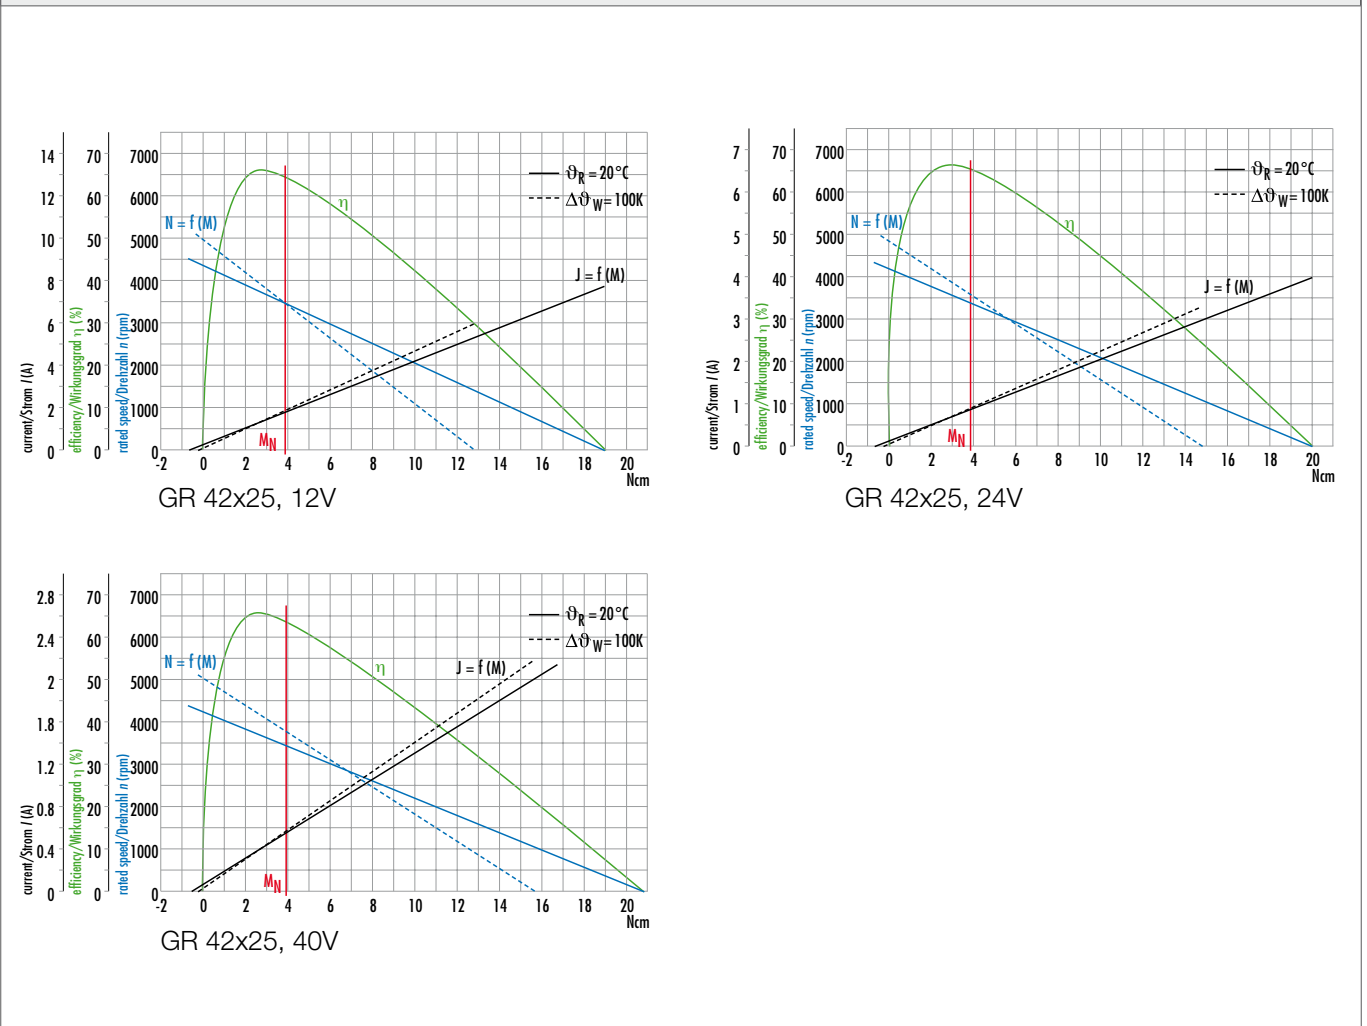 14 70 7000
12 60 6000
10 50 5000
8 40 4000
6 30 3000
4 20 2000
2 10 1000
0 0 0
current/Strom I (A)
efficiency/Wirkungsgrad η (%)
rated speed/Drehzahl n (rpm)
N = f (M)
η
ϑR = 20°C
ΔϑW = 100K
J = f (M)
MN
-2 0 2 4 6 8 10 12 14 16 18 20
Ncm
GR 42x25, 12V
7 70 7000
6 60 6000
5 50 5000
4 40 4000
3 30 3000
2 20 2000
1 10 1000
0 0 0
current/Strom I (A)
efficiency/Wirkungsgrad η (%)
rated speed/Drehzahl n (rpm)
N = f (M)
η
ϑR = 20°C
ΔϑW = 100K
J = f (M)
MN
-2 0 2 4 6 8 10 12 14 16 18 20
Ncm
GR 42x25, 24V
2.8 70 7000
2.4 60 6000
2 50 5000
1.8 40 4000
1.2 30 3000
0.8 20 2000
0.4 10 1000
0 0 0
current/Strom I (A)
efficiency/Wirkungsgrad η (%)
rated speed/Drehzahl n (rpm)
N = f (M)
η
ϑR = 20°C
ΔϑW = 100K
J = f (M)
MN
-2 0 2 4 6 8 10 12 14 16 18 20
Ncm
GR 42x25, 40V